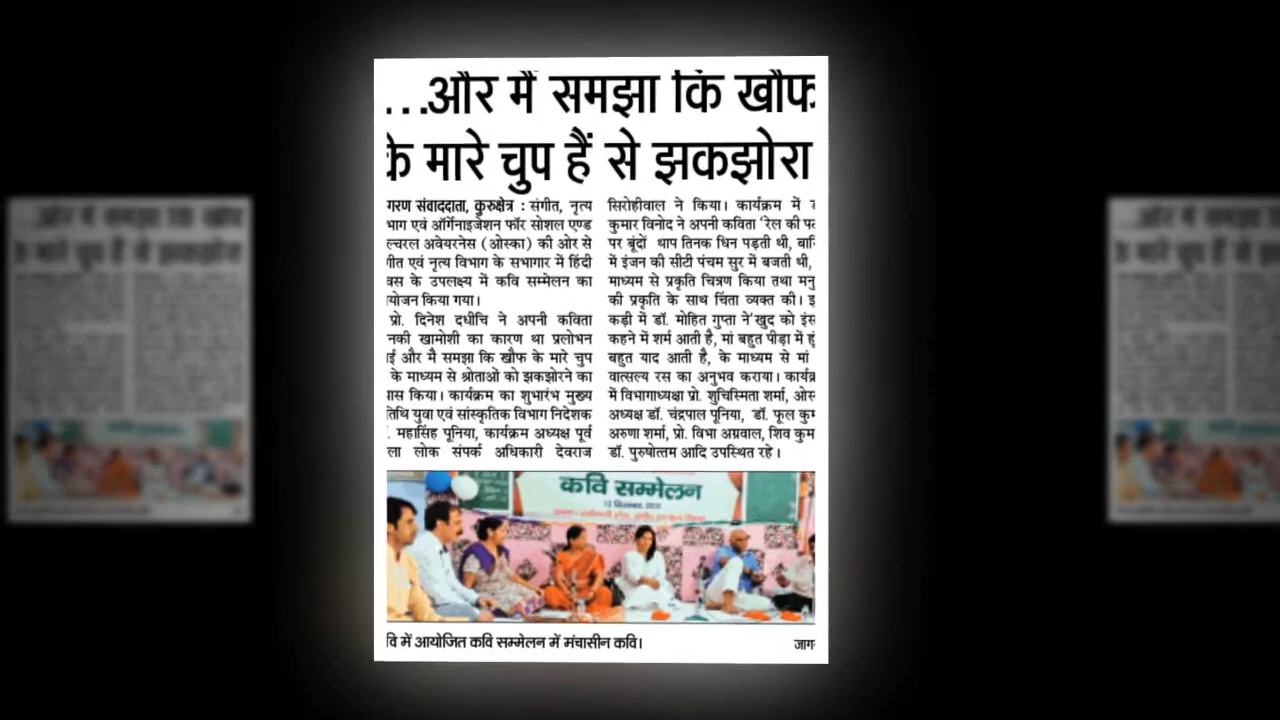 ...और मैं समझा कि खौफ
के मारे चुप हैं से झकझोरा
गरण संवाददाता, कुरुक्षेत्र : संगीत, नृत्य
भाग एवं ऑर्गेनाइजेशन फॉर सोशल एण्ड
ल्चरल अवेयरनेस (ओस्का) की ओर से
गीत एवं नृत्य विभाग के सभागार में हिंदी
वस के उपलक्ष्य में कवि सम्मेलन का
योजन किया गया।
प्रो. दिनेश दधीचि ने अपनी कविता
नकी खामोशी का कारण था प्रलोभन
ई और मै समझा कि खौफ के मारे चुप
के माध्यम से श्रोताओं को झकझोरने का
ास किया। कार्यक्रम का शुभारंभ मुख्य
तिथि युवा एवं सांस्कृतिक विभाग निदेशक
. महासिंह पूनिया, कार्यक्रम अध्यक्ष पूर्व
ला लोक संपर्क अधिकारी देवराज
सिरोहीवाल ने किया। कार्यक्रम में
कुमार विनोद ने अपनी कविता 'रेल की
पर बूंदों थाप तिनक धिन पड़ती थी,
में इंजन की सीटी पंचम सुर में बजती थी,
माध्यम से प्रकृति चित्रण किया तथा मनु
की प्रकृति के साथ चिंता व्यक्त की।
कड़ी में डॉ. मोहित गुप्ता ने'खुद को इंस
कहने में शर्म आती है, मां बहुत पीड़ा में हूं
बहुत याद आती है, के माध्यम से मां
वात्सल्य रस का अनुभव कराया। कार्यक्र
में विभागाध्यक्षा प्रो. शुचिस्मिता शर्मा, ओस
अध्यक्ष डॉ. चंद्रपाल पूनिया, डॉ. फूल कुम
अरुणा शर्मा, प्रो. विभा अग्रवाल, शिव कुम
डॉ. पुरुषोत्तम आदि उपस्थित रहे।
कवि सम्मेलन
वि में आयोजित कवि सम्मेलन में मंचासीन कवि।
जाग